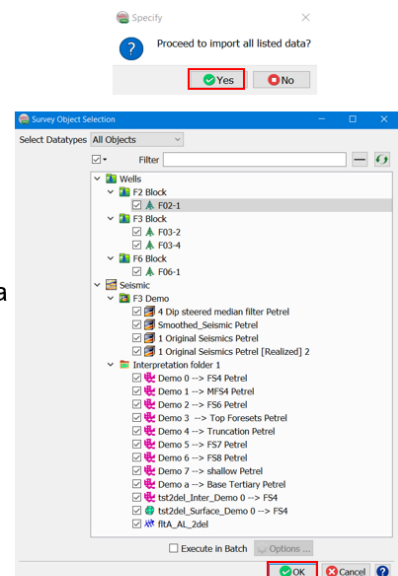 Specify
Proceed to import all listed data?
Yes No
Survey Object Selection
Select Datatypes All Objects
Filter
Wells
F2 Block
F02-1
F3 Block
F03-2
F03-4
F6 Block
F06-1
a
Seismic
F3 Demo
4 Dip steered median filter Petrel
Smoothed_Seismic Petrel
1 Original Seismics Petrel
1 Original Seismics Petrel [Realized] 2
Interpretation folder 1
Demo 0 --> FS4 Petrel
Demo 1 --> MFS4 Petrel
Demo 2 --> FS6 Petrel
Demo 3 --> Top Foresets Petrel
Demo 4 --> Truncation Petrel
Demo 5 --> FS7 Petrel
Demo 6 --> FS8 Petrel
Demo 7 --> shallow Petrel
Demo a --> Base Tertiary Petrel
tst2del_Inter_Demo 0 --> FS4
tst2del_Surface_Demo 0 --> FS4
fltA_AL_2del
Execute in Batch Options ...
OK Cancel